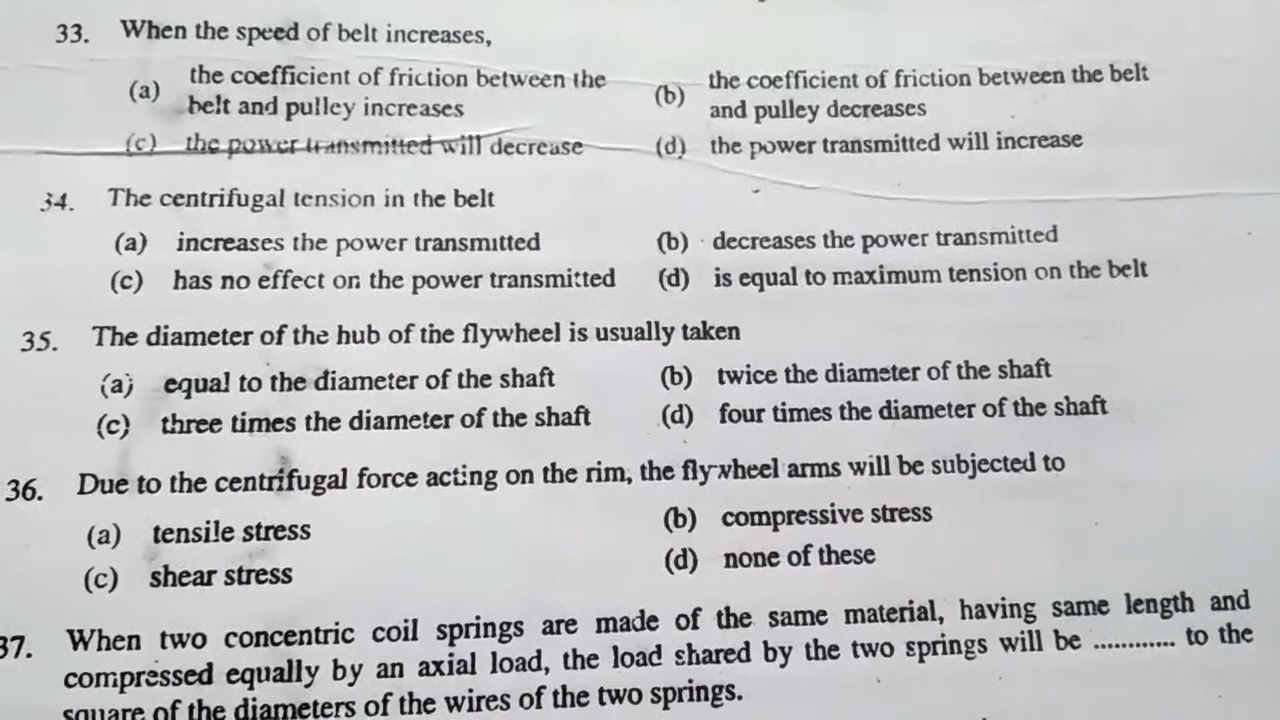 33. When the speed of belt increases,
(a) the coefficient of friction between the belt and pulley increases
(b) the coefficient of friction between the belt and pulley decreases
(c) the power transmitted will decrease
(d) the power transmitted will increase
34. The centrifugal tension in the belt
(a) increases the power transmitted
(b) decreases the power transmitted
(c) has no effect on the power transmitted
(d) is equal to maximum tension on the belt
35. The diameter of the hub of the flywheel is usually taken
(a) equal to the diameter of the shaft
(b) twice the diameter of the shaft
(c) three times the diameter of the shaft
(d) four times the diameter of the shaft
36. Due to the centrifugal force acting on the rim, the flywheel arms will be subjected to
(a) tensile stress
(b) compressive stress
(c) shear stress
(d) none of these
37. When two concentric coil springs are made of the same material, having same length and
compressed equally by an axial load, the load shared by the two springs will be ............ to the
square of the diameters of the wires of the two springs.